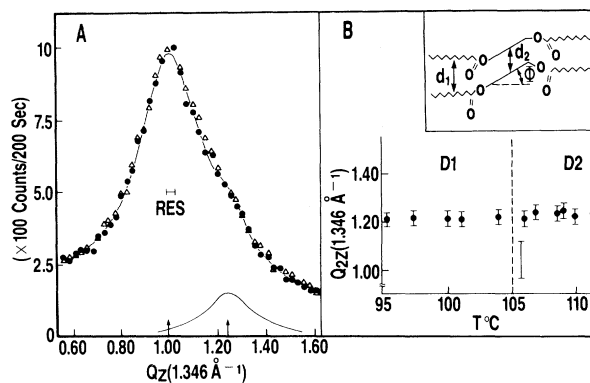 A
(×100 Counts/200 Sec)
10
7.5
5.0
2.5
0
RES
0.60 0.80 1.00 1.20 1.40 1.60
Qz(1.346 Å⁻¹)
B
d₁
d₂
Φ
O
O
O
O
O
O
O
O
D1
D2
Q2z(1.346 Å⁻¹)
1.40
1.20
1.00
95 100 105 110
T°C